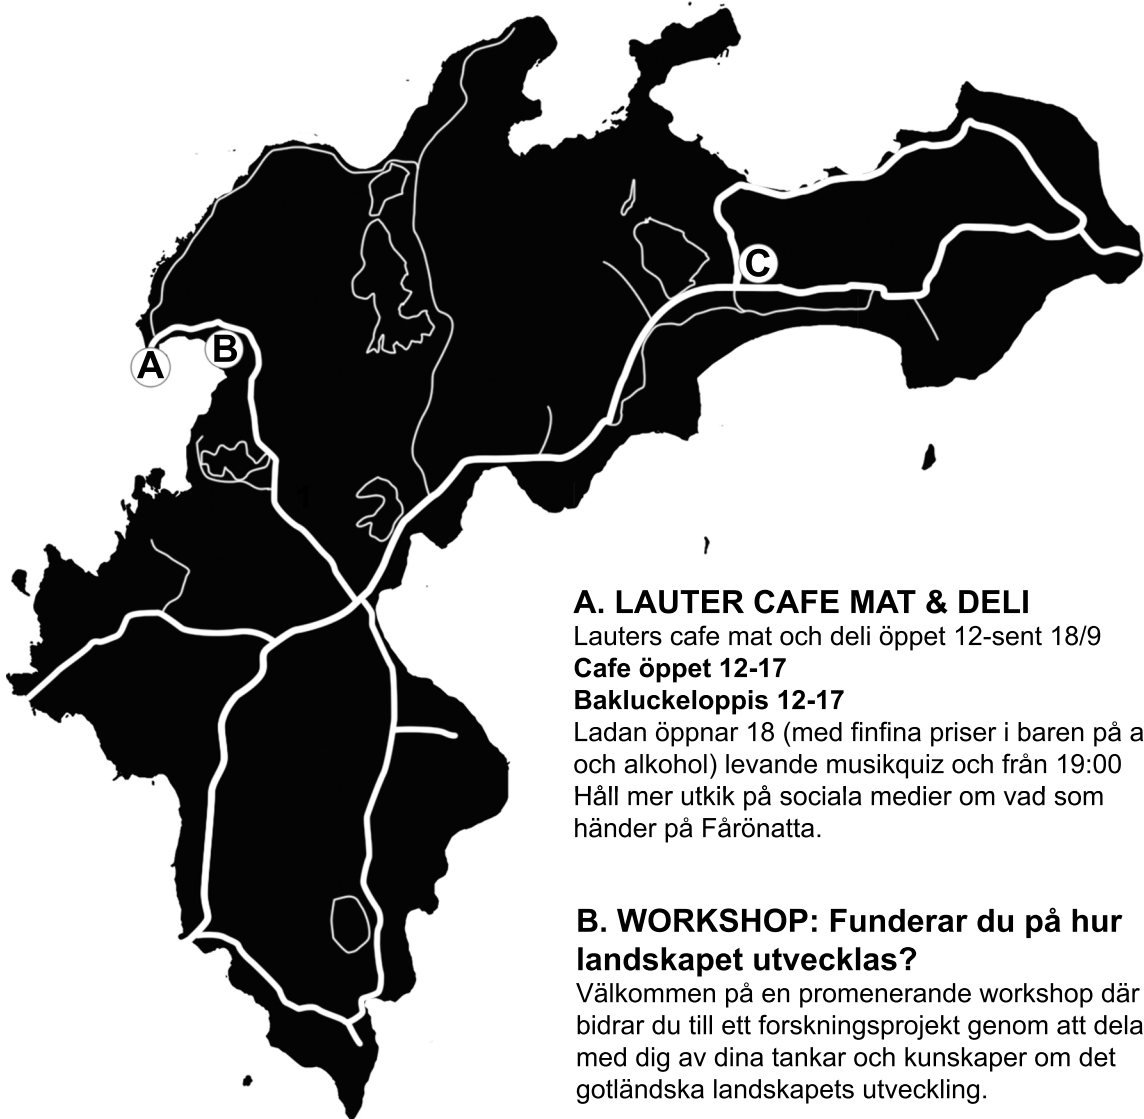 A
B
C
A. LAUTER CAFE MAT & DELI
Lauters cafe mat och deli öppet 12-sent 18/9
Cafe öppet 12-17
Bakluckeloppis 12-17
Ladan öppnar 18 (med finfina priser i baren på a
och alkohol) levande musikquiz och från 19:00
Håll mer utkik på sociala medier om vad som
händer på Fårönatta.
B. WORKSHOP: Funderar du på hur
landskapet utvecklas?
Välkommen på en promenerande workshop där
bidrar du till ett forskningsprojekt genom att dela
med dig av dina tankar och kunskaper om det
gotländska landskapets utveckling.